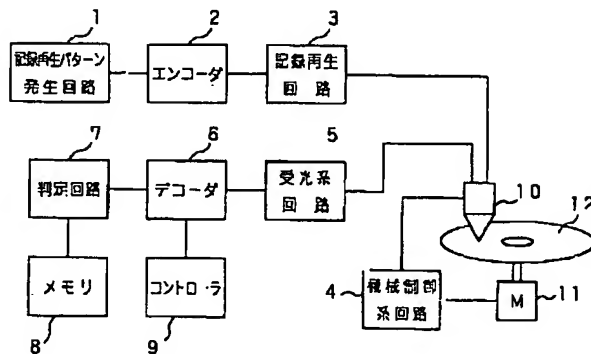 1
2
3
記録再生パターン
発生回路
エンコーダ
記録再生
回路
7
6
5
判定回路
デコーダ
受光系
回路
10
12
メモリ
コントローラ
4
機械制御
系回路
M
11
8
9